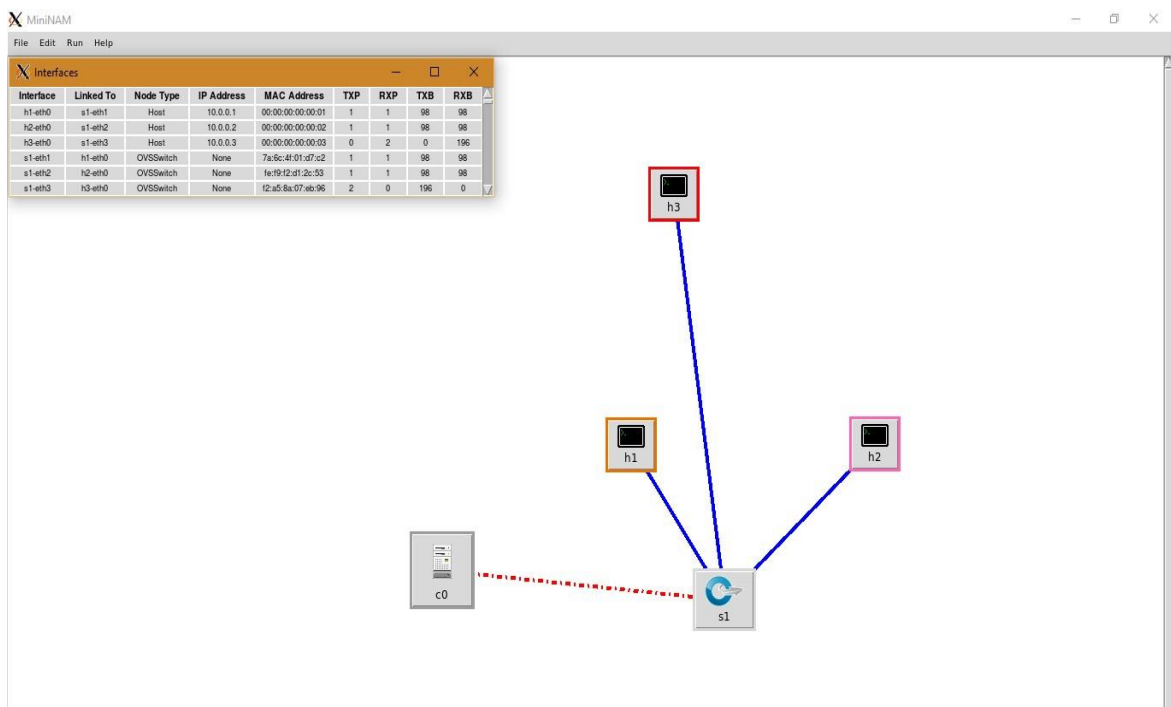 MiniNAM
File Edit Run Help
Interfaces
Interface Linked To Node Type IP Address MAC Address TXP RXP TXB RXB
h1-eth0 s1-eth1 Host 10.0.0.1 00:00:00:00:00:01 1 1 98 98
h2-eth0 s1-eth2 Host 10.0.0.2 00:00:00:00:00:02 1 1 98 98
h3-eth0 s1-eth3 Host 10.0.0.3 00:00:00:00:00:03 0 2 0 196
s1-eth1 h1-eth0 OVSSwitch None 7a:6c:4f:01:d7:c2 1 1 98 98
s1-eth2 h2-eth0 OVSSwitch None fe:f9:f2:d1:2c:53 1 1 98 98
s1-eth3 h3-eth0 OVSSwitch None f2:a5:8a:07:eb:96 2 0 196 0
h3
h1
h2
c0
s1